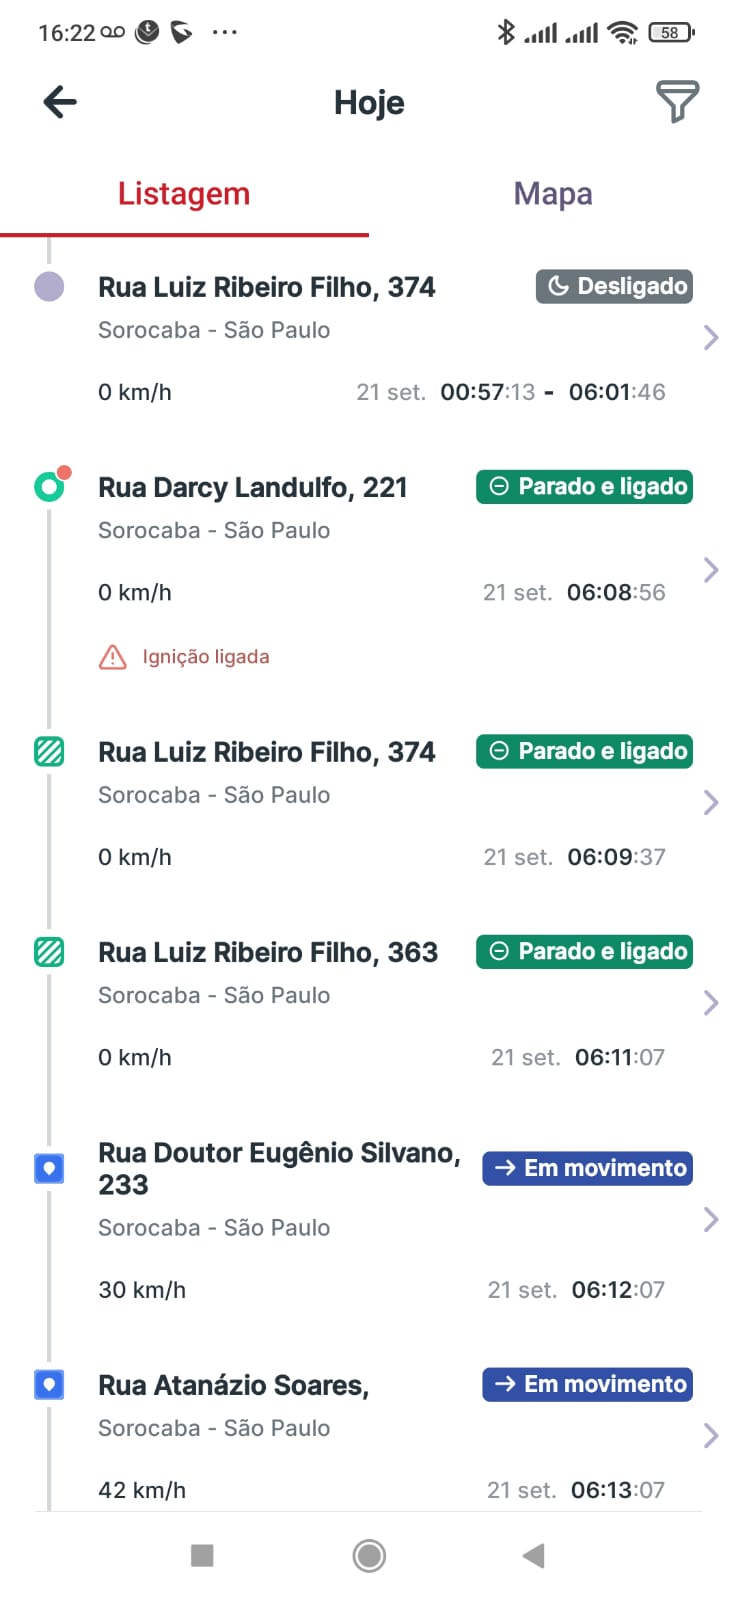 16:22
58
Hoje
Listagem
Mapa
Rua Luiz Ribeiro Filho, 374
Desligado
Sorocaba - São Paulo
0 km/h
21 set. 00:57:13 - 06:01:46
Rua Darcy Landulfo, 221
Parado e ligado
Sorocaba - São Paulo
0 km/h
21 set. 06:08:56
Ignição ligada
Rua Luiz Ribeiro Filho, 374
Parado e ligado
Sorocaba - São Paulo
0 km/h
21 set. 06:09:37
Rua Luiz Ribeiro Filho, 363
Parado e ligado
Sorocaba - São Paulo
0 km/h
21 set. 06:11:07
Rua Doutor Eugênio Silvano,
233
Em movimento
Sorocaba - São Paulo
30 km/h
21 set. 06:12:07
Rua Atanázio Soares,
Em movimento
Sorocaba - São Paulo
42 km/h
21 set. 06:13:07